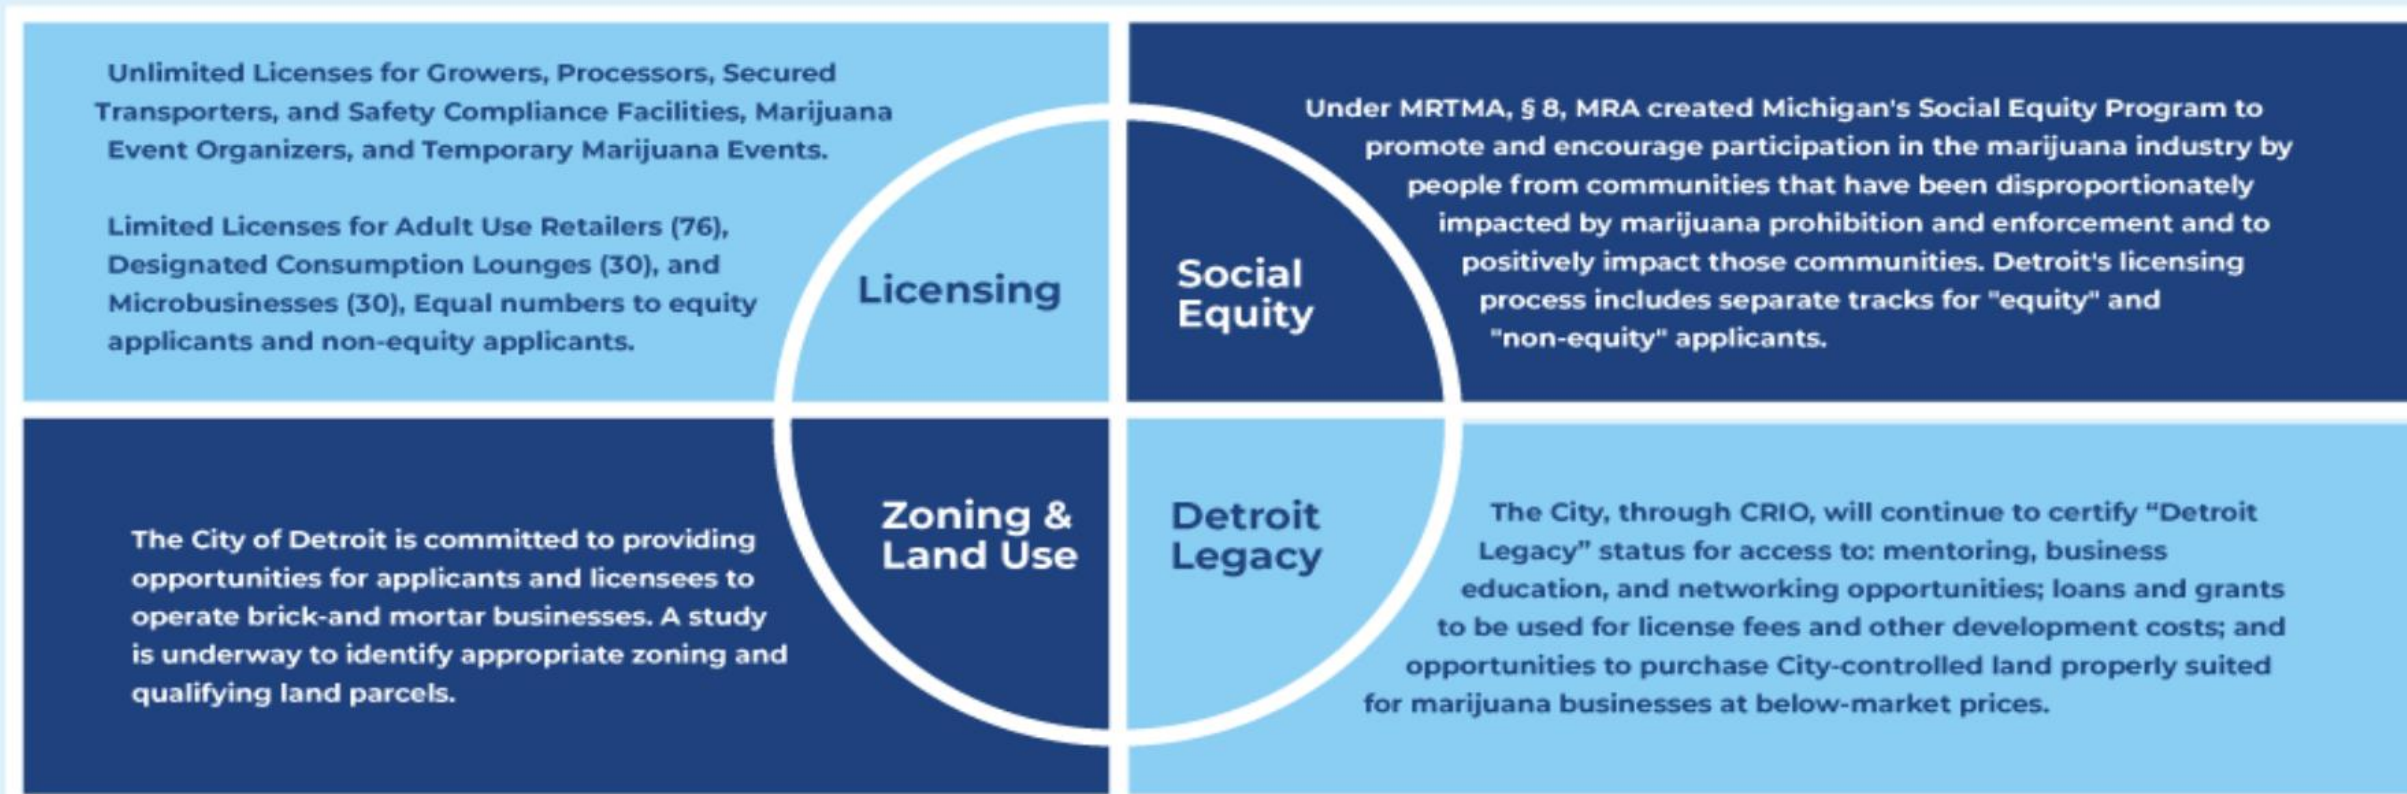 Unlimited Licenses for Growers, Processors, Secured
Transporters, and Safety Compliance Facilities, Marijuana
Event Organizers, and Temporary Marijuana Events.
Limited Licenses for Adult Use Retailers (76),
Designated Consumption Lounges (30), and
Microbusinesses (30), Equal numbers to equity
applicants and non-equity applicants.
Licensing
Social
Equity
Under MRTMA, § 8, MRA created Michigan's Social Equity Program to
promote and encourage participation in the marijuana industry by
people from communities that have been disproportionately
impacted by marijuana prohibition and enforcement and to
positively impact those communities. Detroit's licensing
process includes separate tracks for "equity" and
"non-equity" applicants.
The City of Detroit is committed to providing
opportunities for applicants and licensees to
operate brick-and mortar businesses. A study
is underway to identify appropriate zoning and
qualifying land parcels.
Zoning &
Land Use
Detroit
Legacy
The City, through CRIO, will continue to certify “Detroit
Legacy” status for access to: mentoring, business
education, and networking opportunities; loans and grants
to be used for license fees and other development costs; and
opportunities to purchase City-controlled land properly suited
for marijuana businesses at below-market prices.